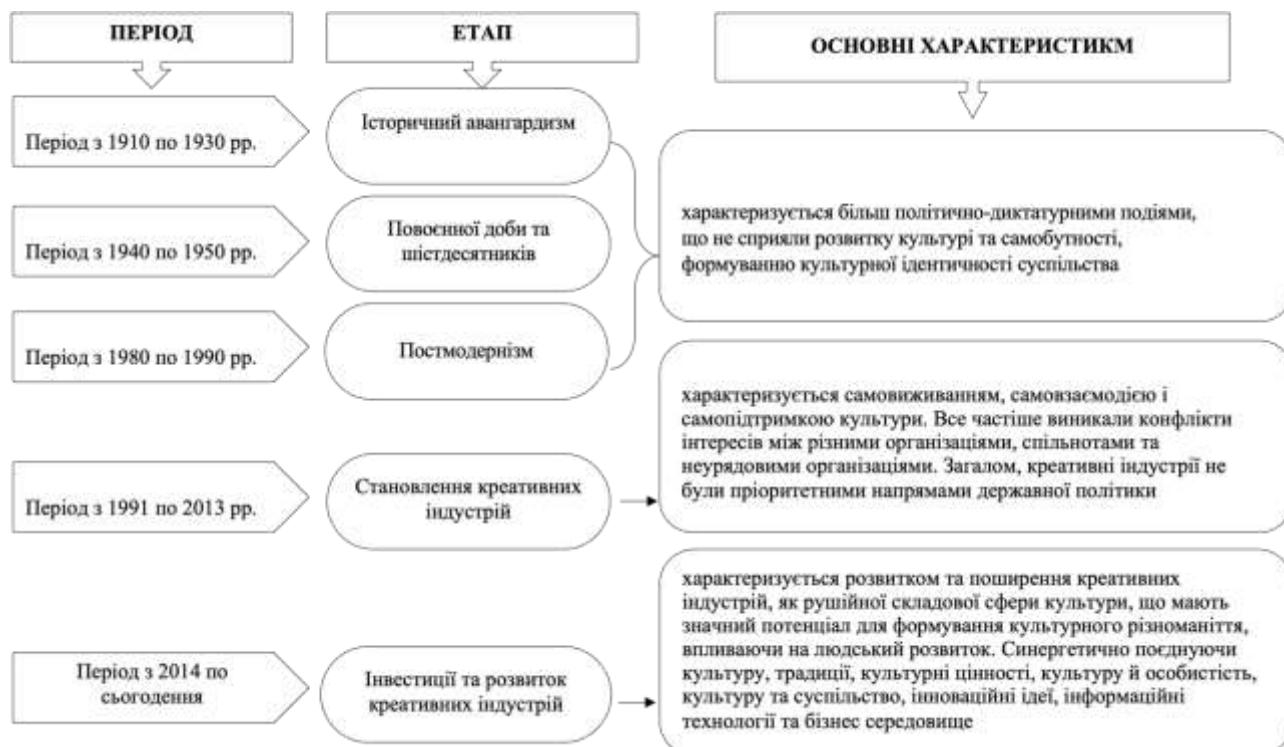 ПЕРІОД
ЕТАП
ОСНОВНІ ХАРАКТЕРИСТИКМ
Період з 1910 по 1930 рр.
Історичний авангардизм
Період з 1940 по 1950 рр.
Повоєнної доби та
шістдесятників
Період з 1980 по 1990 рр.
Постмодернізм
характеризується більш політично-диктатурними подіями,
що не сприяли розвитку культурі та самобутності,
формуванню культурної ідентичності суспільства
Період з 1991 по 2013 рр.
Становлення креативних
індустрій
характеризується самовиживанням, самовзаємодією і
самопідтримкою культури. Все частіше виникали конфлікти
інтересів між різними організаціями, спільнотами та
неурядовими організаціями. Загалом, креативні індустрії не
були пріоритетними напрямами державної політики
Період з 2014 по
сьогодення
Інвестиції та розвиток
креативних індустрій
характеризується розвитком та поширення креативних
індустрій, як рушійної складової сфери культури, що мають
значний потенціал для формування культурного різноманіття,
впливаючи на людський розвиток. Синергетично поєднуючи
культуру, традиції, культурні цінності, культуру й особистість,
культуру та суспільство, інноваційні ідеї, інформаційні
технології та бізнес середовище